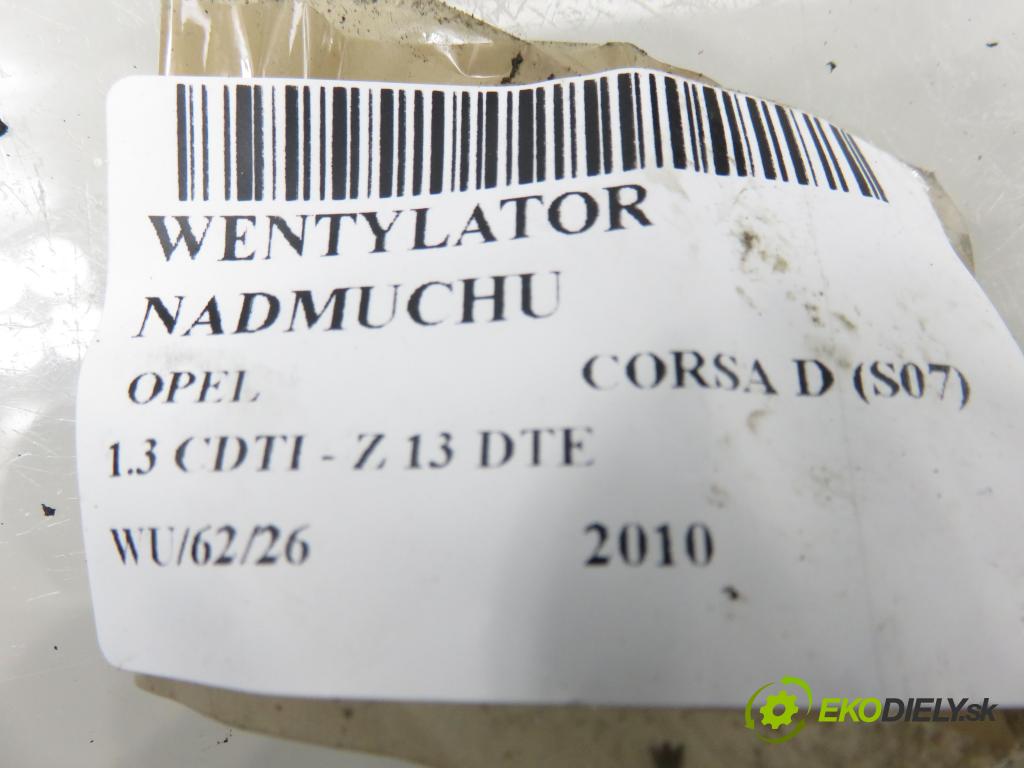 WENTYLATOR
NADMUCHU
OPEL CORSA D (S07)
1.3 CDTI - Z 13 DTE
WU/62/26 2010
EKODIELY.sk